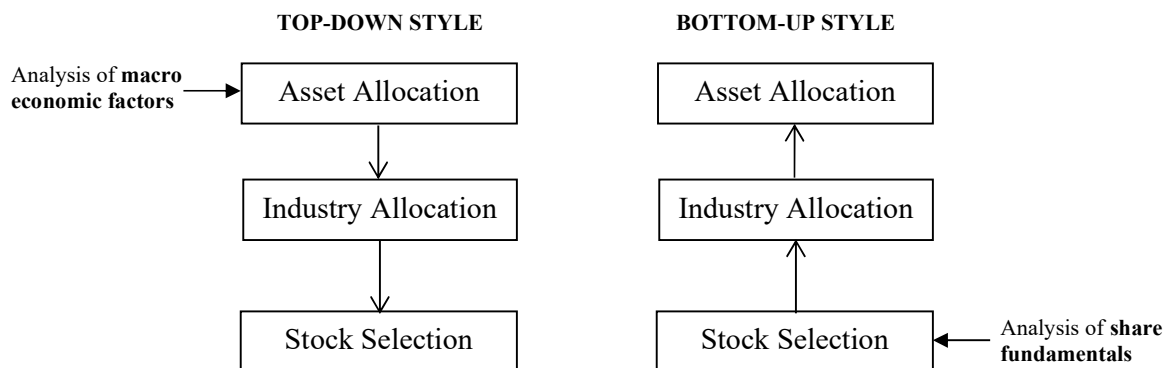 TOP-DOWN STYLE
BOTTOM-UP STYLE
Analysis of macro
economic factors
Asset Allocation
Asset Allocation
Industry Allocation
Industry Allocation
Stock Selection
Stock Selection
Analysis of share
fundamentals